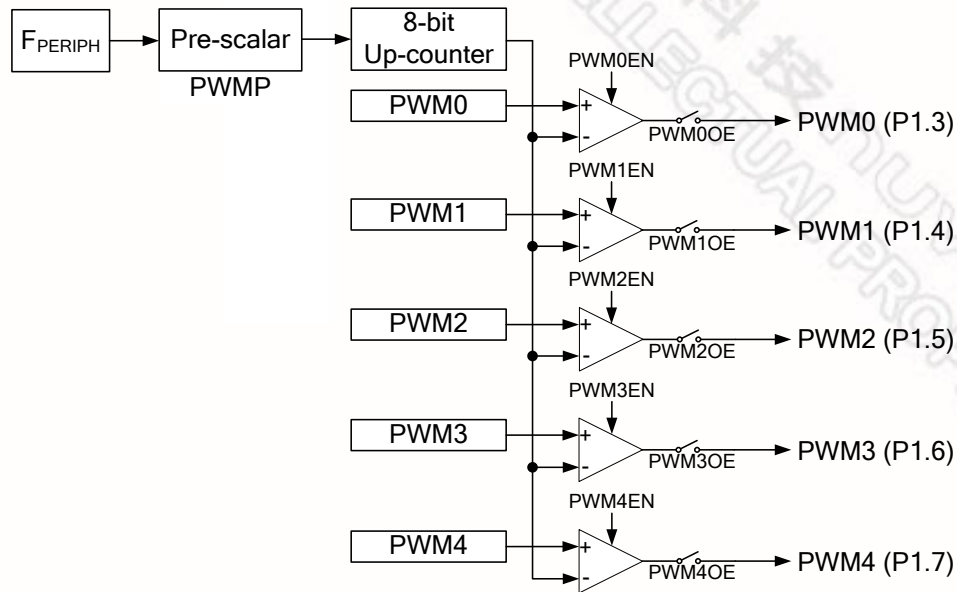 FPERIPH
Pre-scalar
PWMP
8-bit
Up-counter
PWM0
PWM0EN
PWM0OE
PWM0 (P1.3)
PWM1
PWM1EN
PWM1OE
PWM1 (P1.4)
PWM2
PWM2EN
PWM2OE
PWM2 (P1.5)
PWM3
PWM3EN
PWM3OE
PWM3 (P1.6)
PWM4
PWM4EN
PWM4OE
PWM4 (P1.7)